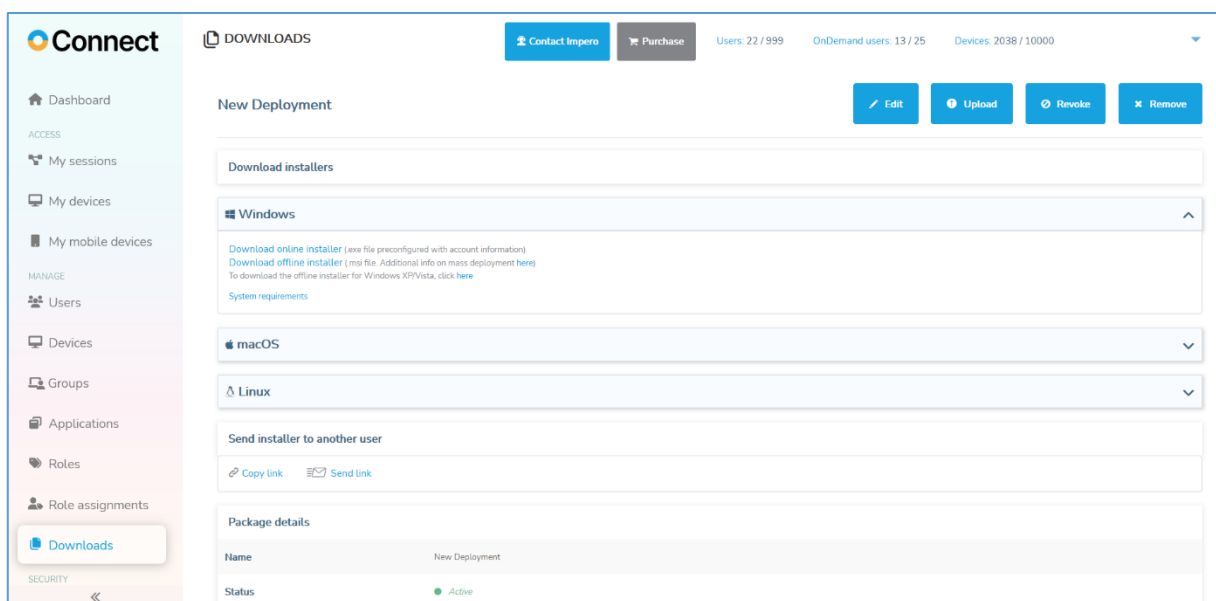 Connect
DOWNLOADS
Contact Impero
Purchase
Users: 22 / 999
OnDemand users: 13 / 25
Devices: 2038 / 10000
Dashboard
ACCESS
My sessions
My devices
My mobile devices
MANAGE
Users
Devices
Groups
Applications
Roles
Role assignments
Downloads
SECURITY
New Deployment
Edit
Upload
Revoke
Remove
Download installers
Windows
Download online installer (.exe file preconfigured with account information)
Download offline installer (.msi file. Additional info on mass deployment here)
To download the offline installer for Windows XP/Vista, click here
System requirements
macOS
Linux
Send installer to another user
Copy link
Send link
Package details
Name New Deployment
Status Active